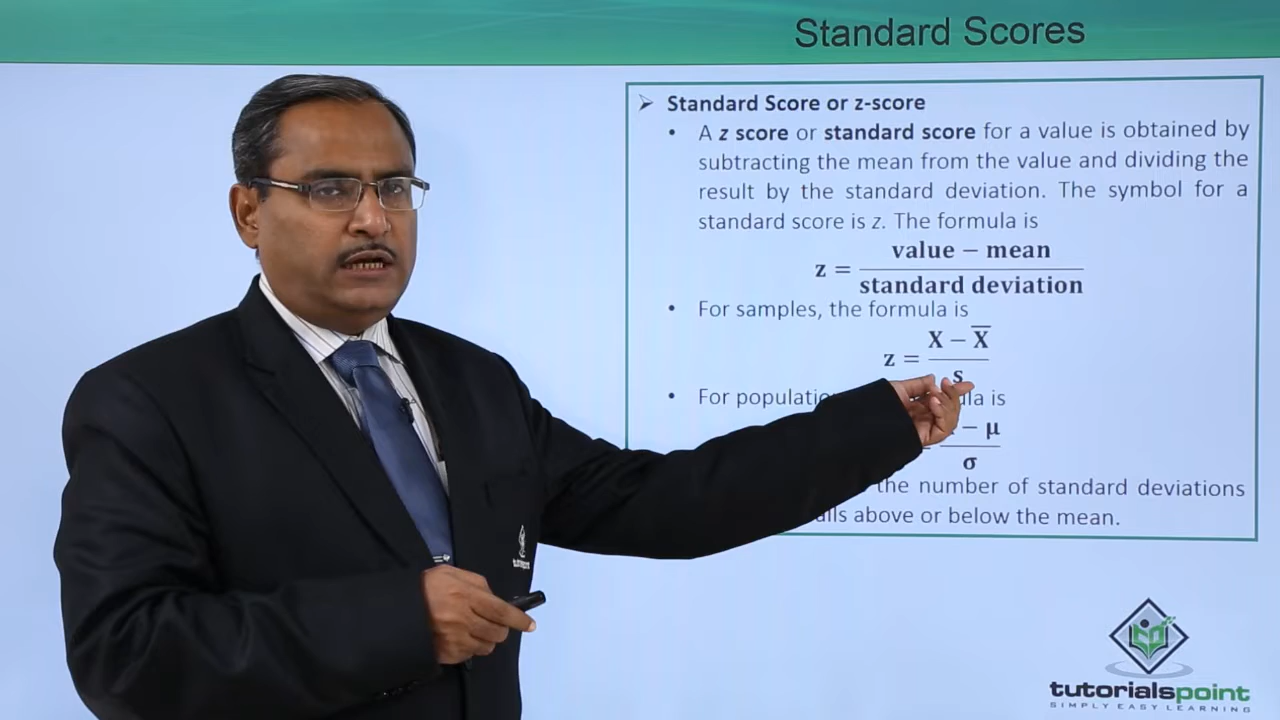 Standard Scores
➢ Standard Score or z-score
• A z score or standard score for a value is obtained by
subtracting the mean from the value and dividing the
result by the standard deviation. The symbol for a
standard score is z. The formula is
z = value − mean / standard deviation
• For samples, the formula is
z = X − X̅ / s
• For is
− μ
σ
the number of standard deviations
above or below the mean.
tutorialspoint
SIMPLY EASY LEARNING